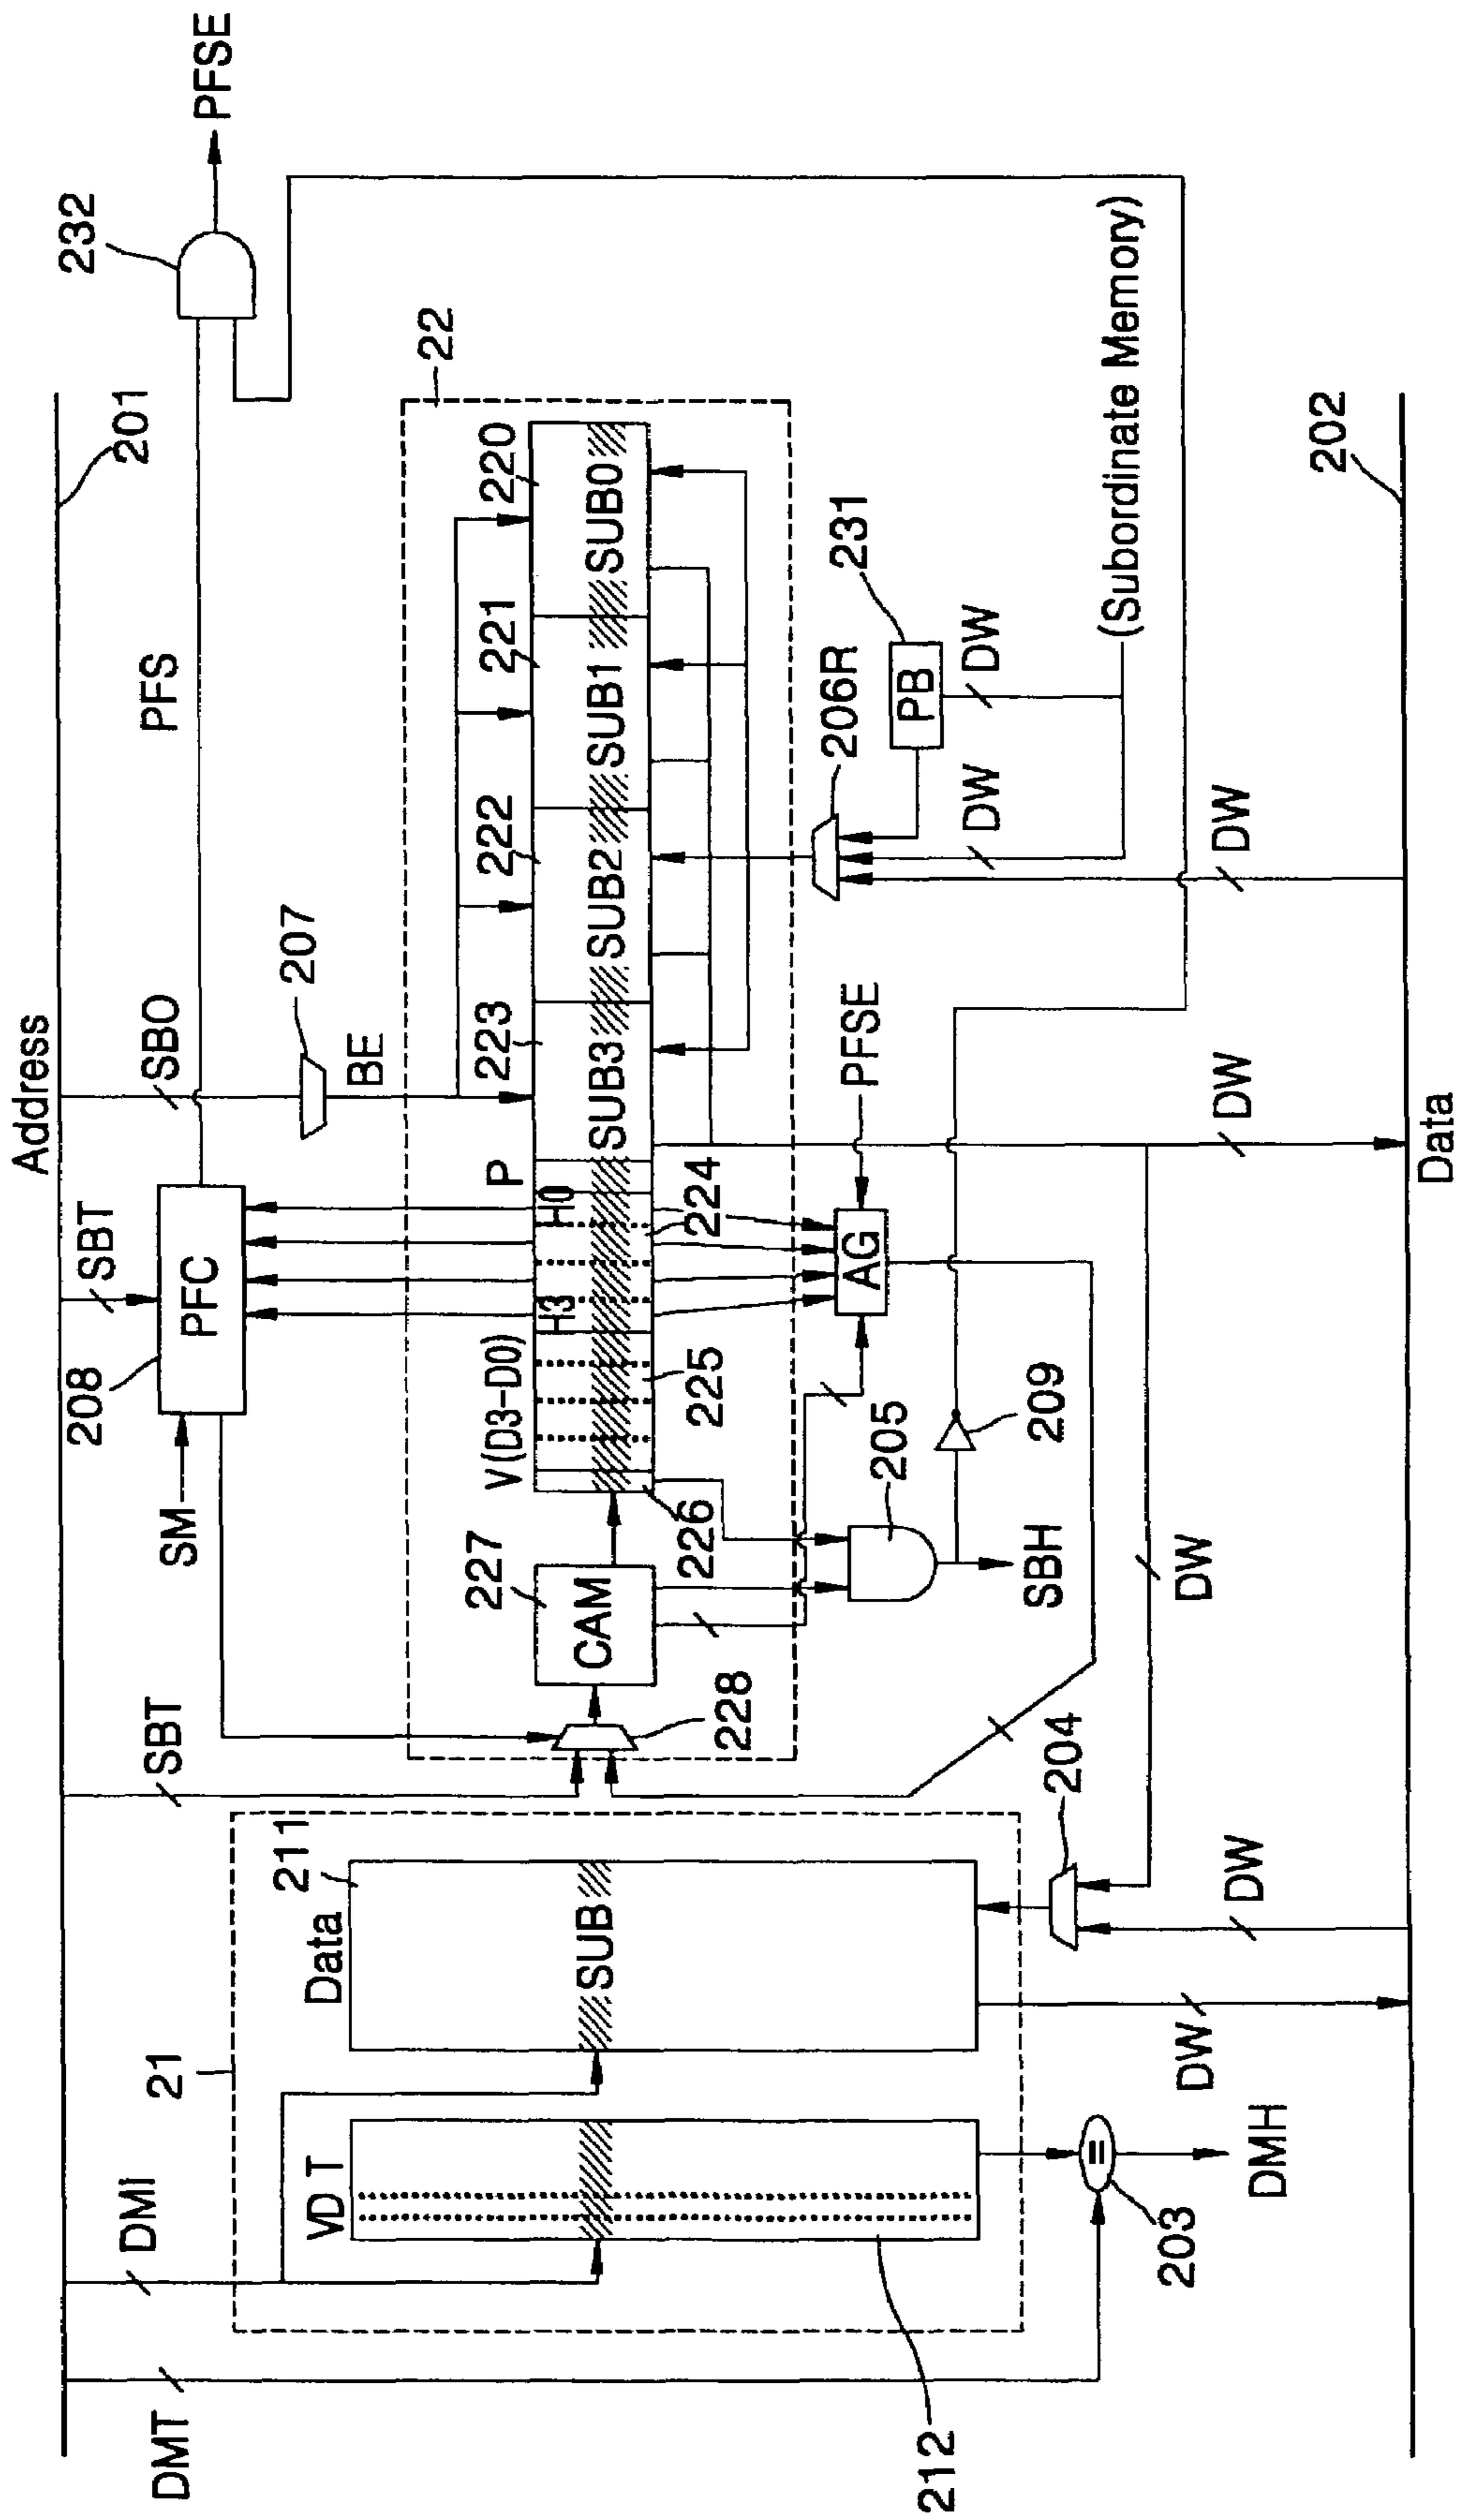 Address
201
DMT
DMI
SBT
SBT
SBO
PFS
232
PFSE
21
SM
208
PFC
207
BE
22
VD T
Data
211
SUB
228
227
CAM
V(D3-D0)
H3
H0
P
223
222
221
220
SUB3
SUB2
SUB1
SUB0
226
225
224
206R
231
PB
DW
DW
AG
PFSE
205
209
SBH
(Subordinate Memory)
212
203
DMH
204
DW
DW
DW
DW
DW
Data
202